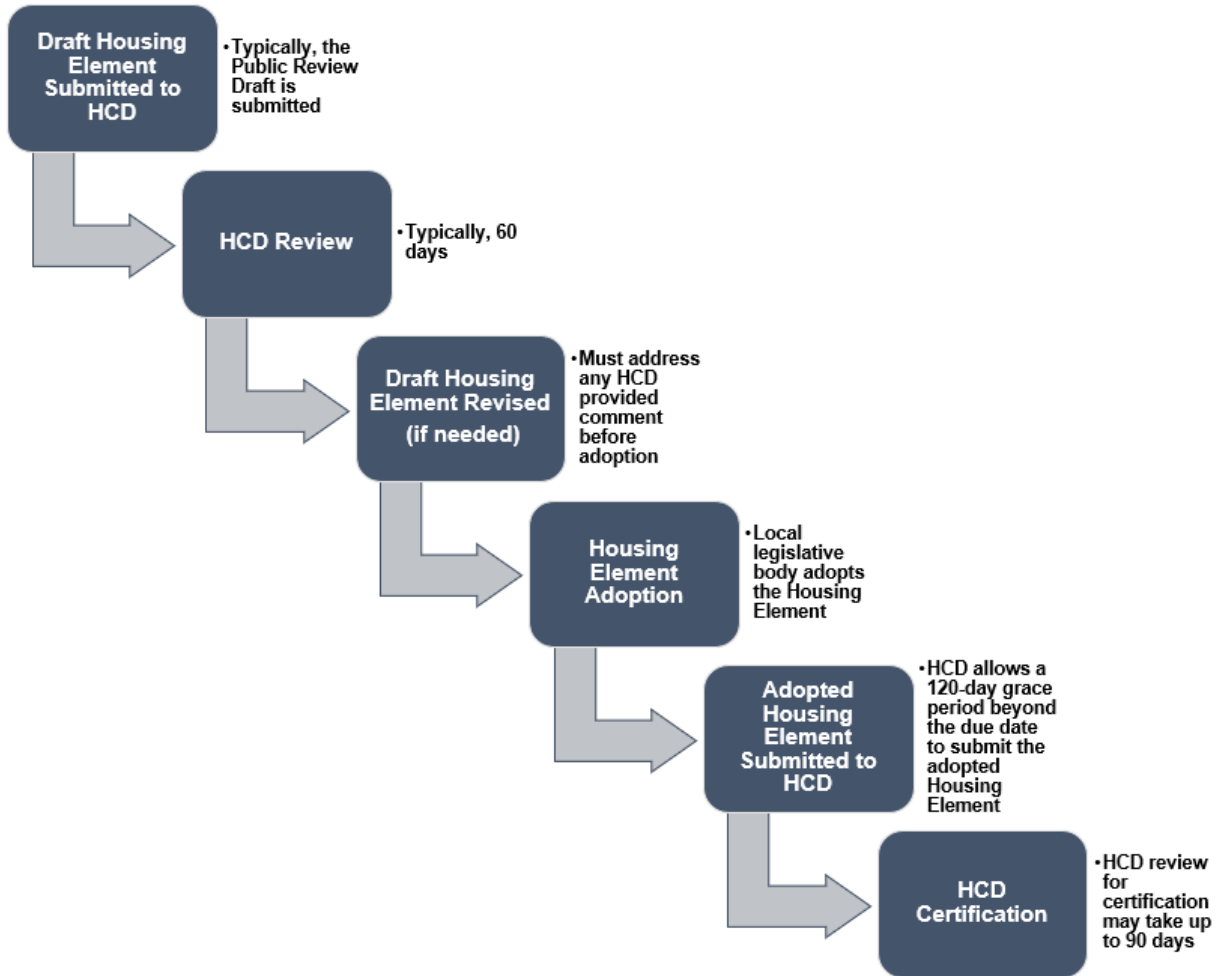 Draft Housing
Element
Submitted to
HCD
•Typically, the
Public Review
Draft is
submitted
HCD Review
•Typically, 60
days
Draft Housing
Element Revised
(if needed)
•Must address
any HCD
provided
comment
before
adoption
Housing
Element
Adoption
•Local
legislative
body adopts
the Housing
Element
Adopted
Housing
Element
Submitted to
HCD
•HCD allows a
120-day grace
period beyond
the due date
to submit the
adopted
Housing
Element
HCD
Certification
•HCD review
for
certification
may take up
to 90 days